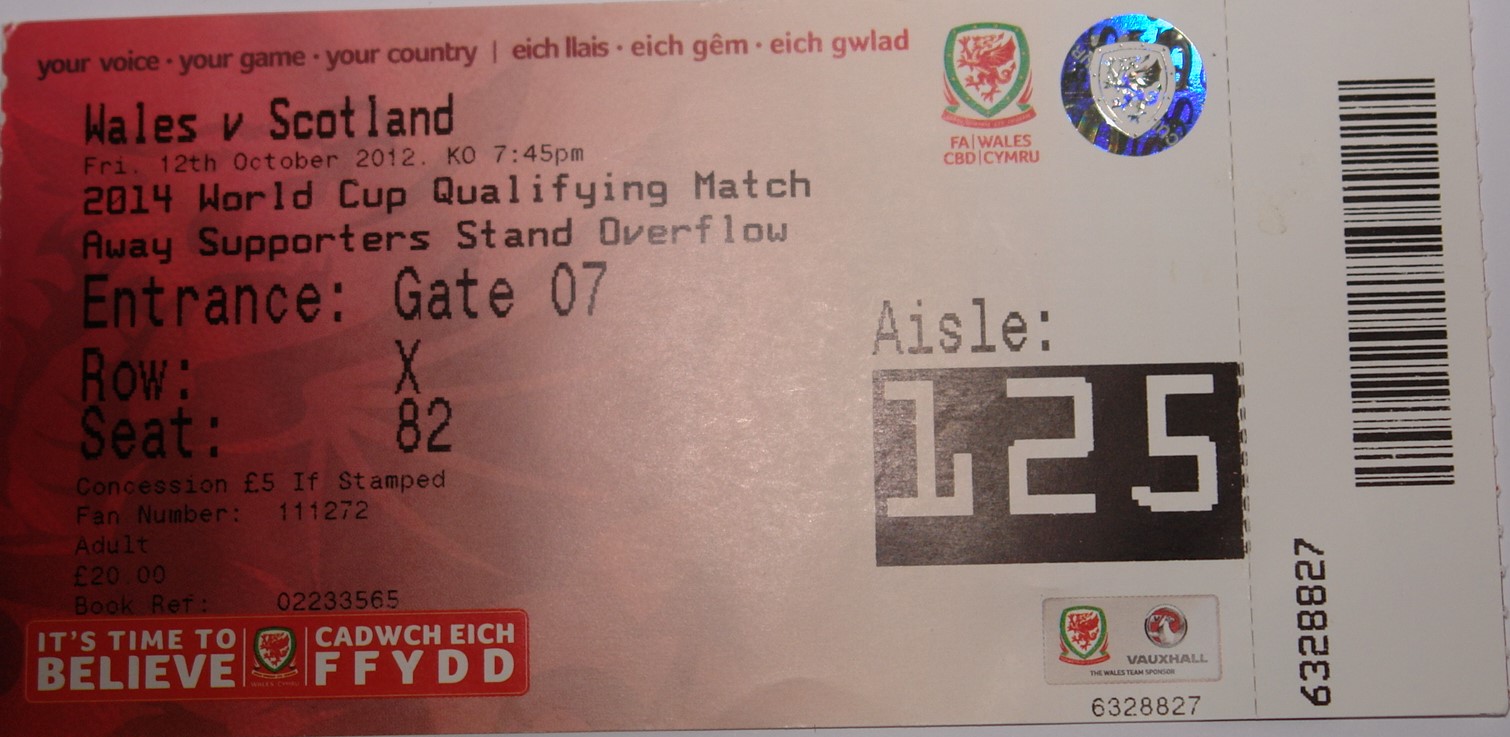 your voice · your game · your country | eich llais · eich gêm · eich gwlad
Wales v Scotland
Fri. 12th October 2012. KO 7:45pm
2014 World Cup Qualifying Match
Away Supporters Stand Overflow
Entrance: Gate 07
Row: X
Seat: 82
Concession £5 If Stamped
Fan Number: 111272
Adult
£20 00
Book Ref: 02233565
IT'S TIME TO
BELIEVE
CADWCH EICH
FFYDD
FA|WALES
CBD|CYMRU
Aisle:
125
VAUXHALL
THE WALES TEAM SPONSOR
6328827
6328827